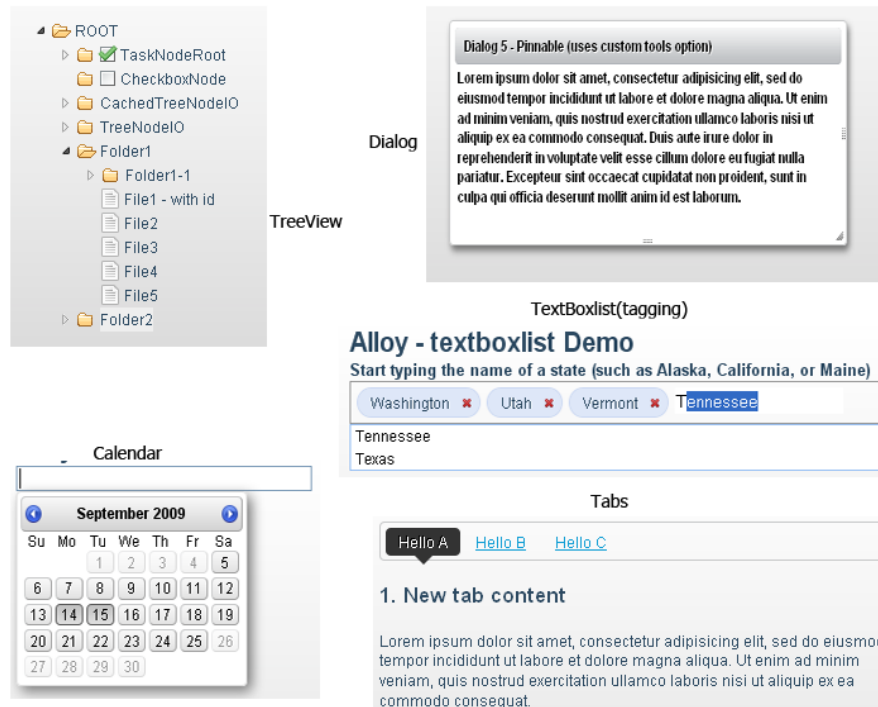 ROOT
TaskNodeRoot
CheckboxNode
CachedTreeNodeIO
TreeNodeIO
Folder1
Folder1-1
File1 - with id
File2
File3
File4
File5
Folder2
TreeView
Dialog
Dialog 5 - Pinnable (uses custom tools option)
Lorem ipsum dolor sit amet, consectetur adipisicing elit, sed do
eiusmod tempor incididunt ut labore et dolore magna aliqua. Ut enim
ad minim veniam, quis nostrud exercitation ullamco laboris nisi ut
aliquip ex ea commodo consequat. Duis aute irure dolor in
reprehenderit in voluptate velit esse cillum dolore eu fugiat nulla
pariatur. Excepteur sint occaecat cupidatat non proident, sunt in
culpa qui officia deserunt mollit anim id est laborum.
TextBoxlist(tagging)
Alloy - textboxlist Demo
Start typing the name of a state (such as Alaska, California, or Maine)
Washington Utah Vermont Tennessee
Tennessee
Texas
Calendar
September 2009
Su Mo Tu We Th Fr Sa
1 2 3 4 5
6 7 8 9 10 11 12
13 14 15 16 17 18 19
20 21 22 23 24 25 26
27 28 29 30
Tabs
Hello A Hello B Hello C
1. New tab content
Lorem ipsum dolor sit amet, consectetur adipisicing elit, sed do eiusmo
tempor incididunt ut labore et dolore magna aliqua. Ut enim ad minim
veniam, quis nostrud exercitation ullamco laboris nisi ut aliquip ex ea
commodo consequat.